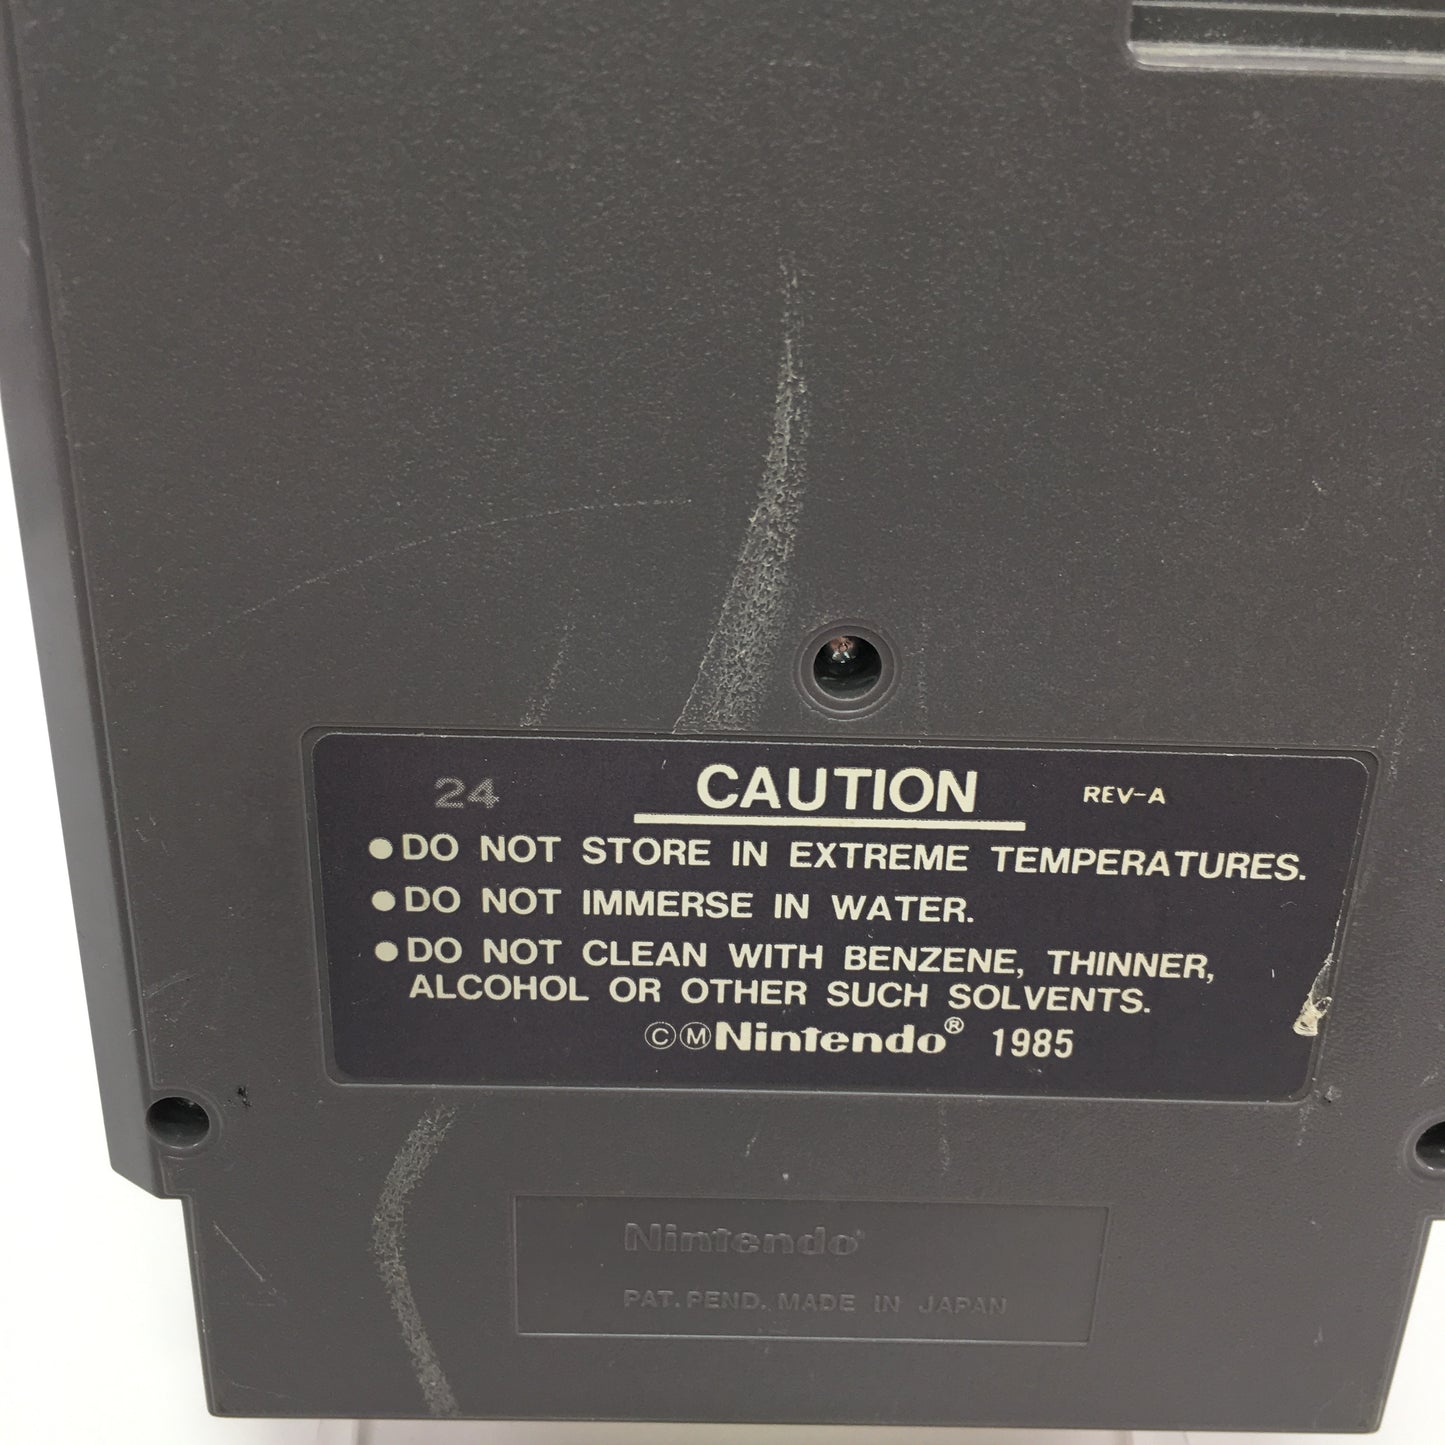 24 CAUTION REV-A
●DO NOT STORE IN EXTREME TEMPERATURES.
●DO NOT IMMERSE IN WATER.
●DO NOT CLEAN WITH BENZENE, THINNER,
ALCOHOL OR OTHER SUCH SOLVENTS.
ⒸⓂNintendo® 1985
Nintendo®
PAT. PEND. MADE IN JAPAN